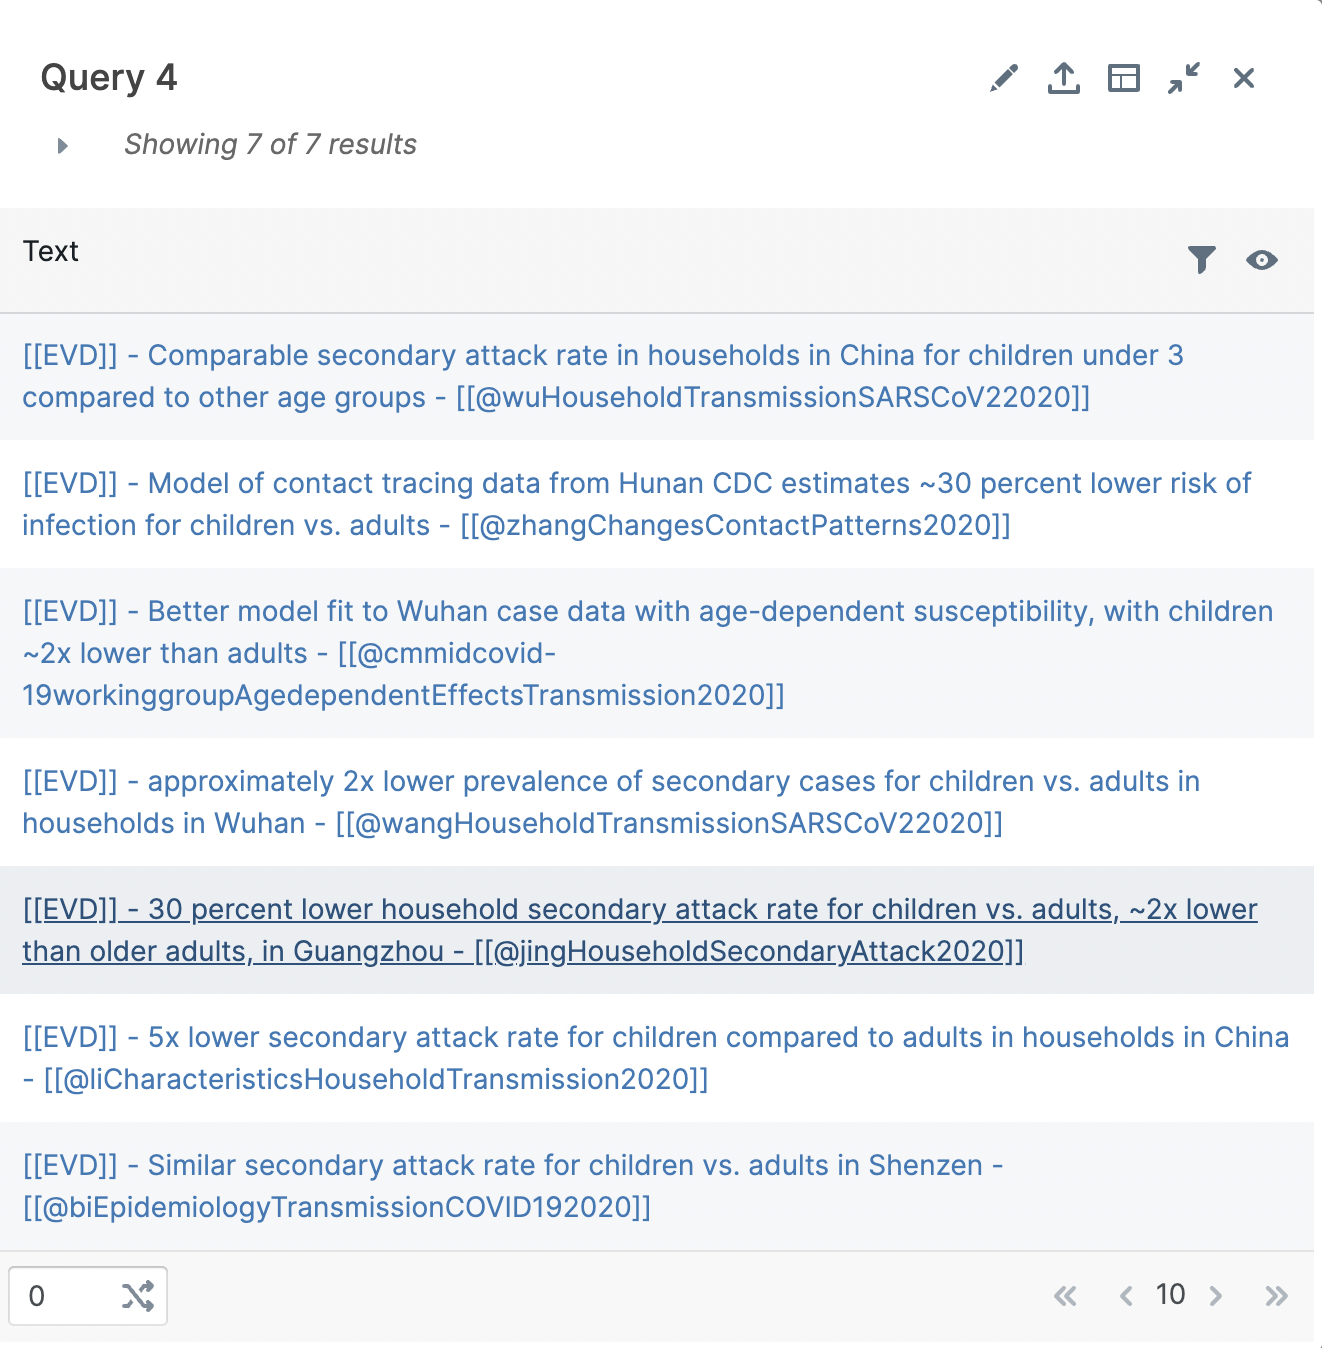 Query 4
Showing 7 of 7 results
Text
[[EVD]] - Comparable secondary attack rate in households in China for children under 3
compared to other age groups - [[@wuHouseholdTransmissionSARSCoV22020]]
[[EVD]] - Model of contact tracing data from Hunan CDC estimates ~30 percent lower risk of
infection for children vs. adults - [[@zhangChangesContactPatterns2020]]
[[EVD]] - Better model fit to Wuhan case data with age-dependent susceptibility, with children
~2x lower than adults - [[@cmmidcovid-
19workinggroupAgedependentEffectsTransmission2020]]
[[EVD]] - approximately 2x lower prevalence of secondary cases for children vs. adults in
households in Wuhan - [[@wangHouseholdTransmissionSARSCoV22020]]
[[EVD]] - 30 percent lower household secondary attack rate for children vs. adults, ~2x lower
than older adults, in Guangzhou - [[@jingHouseholdSecondaryAttack2020]]
[[EVD]] - 5x lower secondary attack rate for children compared to adults in households in China
- [[@liCharacteristicsHouseholdTransmission2020]]
[[EVD]] - Similar secondary attack rate for children vs. adults in Shenzen -
[[@biEpidemiologyTransmissionCOVID192020]]
0
10